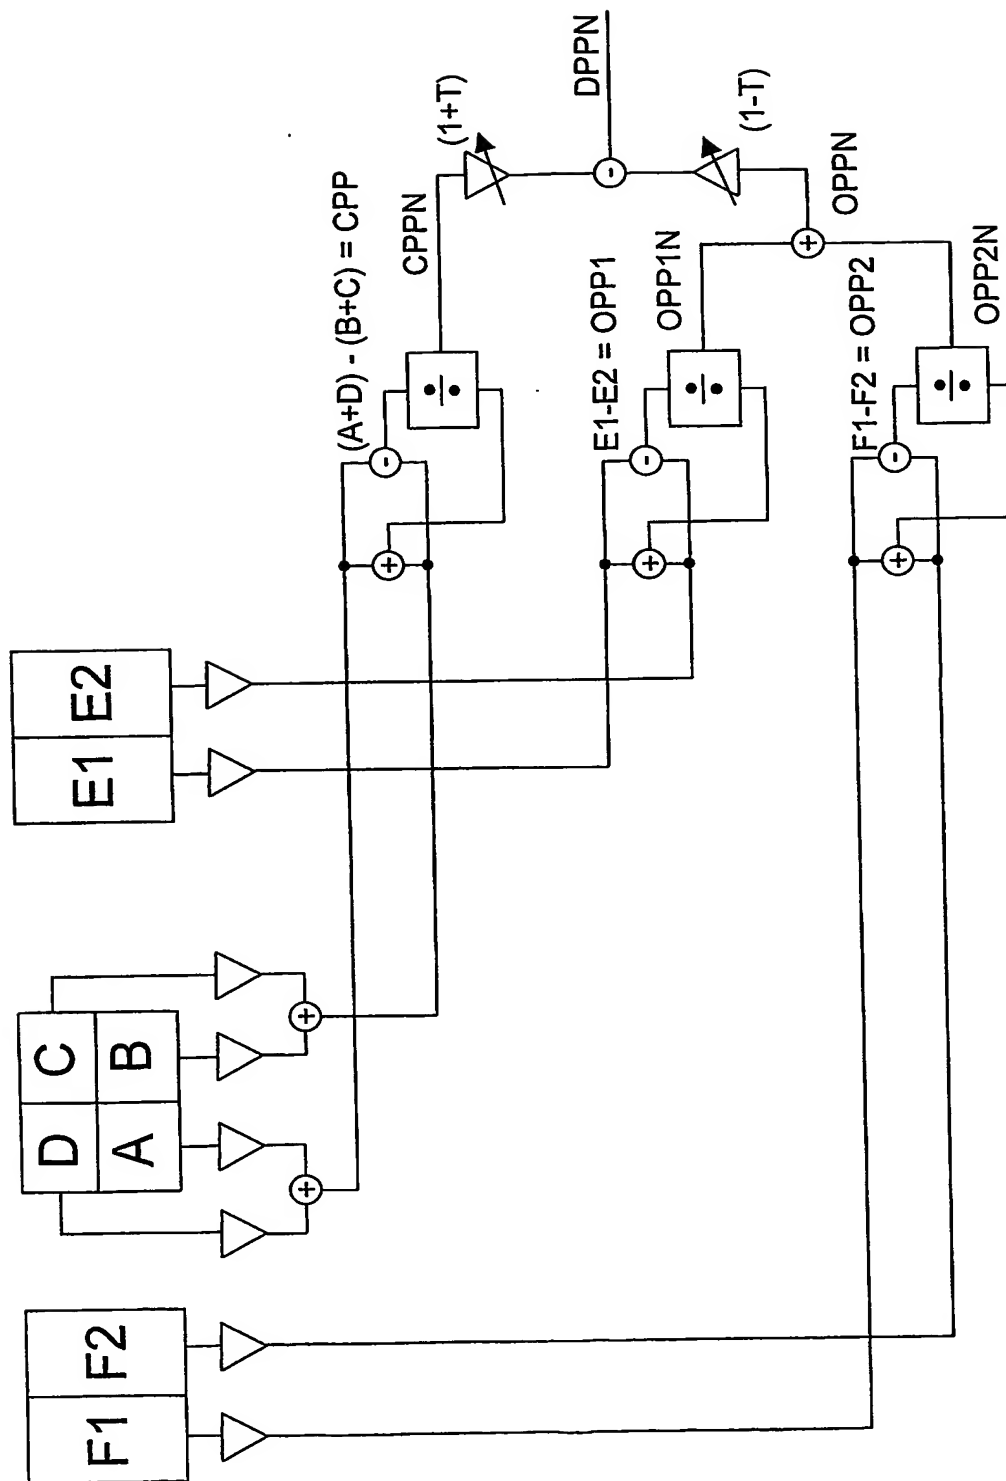 DPPN
(1+T)
(1-T)
(A+D) - (B+C) = CPP
CPPN
-
OPPN
+
E1-E2 = OPP1
OPP1N
F1-F2 = OPP2
OPP2N
÷
÷
÷
-
-
-
+
+
+
E1 E2
D C
A B
+
+
F1 F2